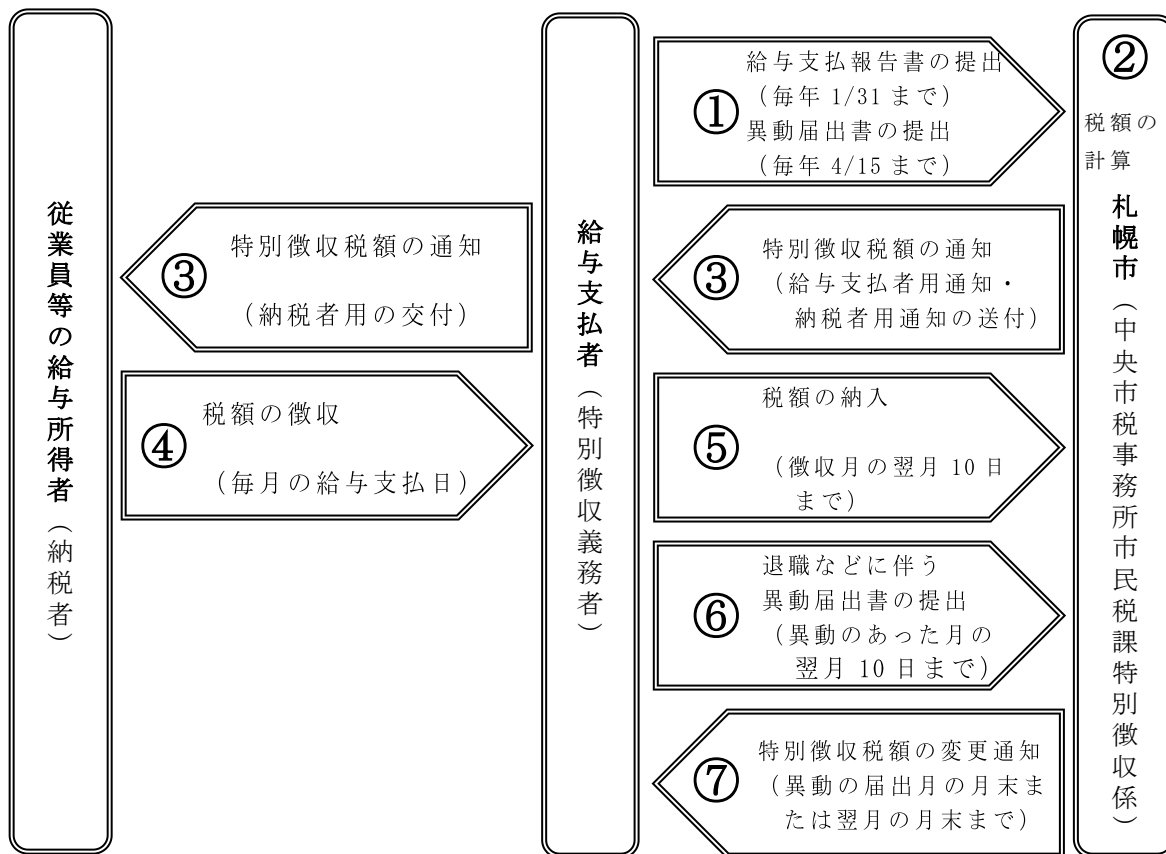 従業員等の給与所得者（納税者）
③
特別徴収税額の通知
（納税者用の交付）
④
税額の徴収
（毎月の給与支払日）
給与支払者（特別徴収義務者）
①
給与支払報告書の提出
（毎年 1/31 まで）
異動届出書の提出
（毎年 4/15 まで）
③
特別徴収税額の通知
（給与支払者用通知・
納税者用通知の送付）
⑤
税額の納入
（徴収月の翌月 10 日
まで）
⑥
退職などに伴う
異動届出書の提出
（異動のあった月の
翌月 10 日まで）
⑦
特別徴収税額の変更通知
（異動の届出月の月末ま
たは翌月の月末まで）
②
税額の
計算
札幌市（中央市税事務所市民税課特別徴収係）